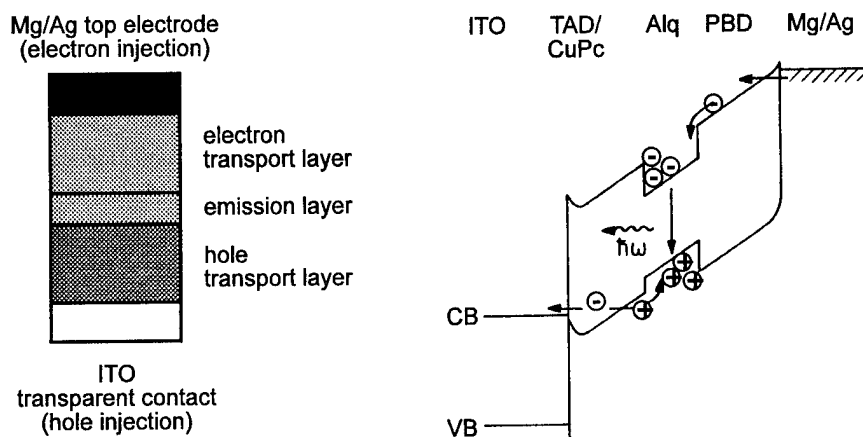 Mg/Ag top electrode
(electron injection)
electron
transport layer
emission layer
hole
transport layer
ITO
transparent contact
(hole injection)
ITO TAD/ Alq PBD Mg/Ag
CuPc
ħω
CB
VB